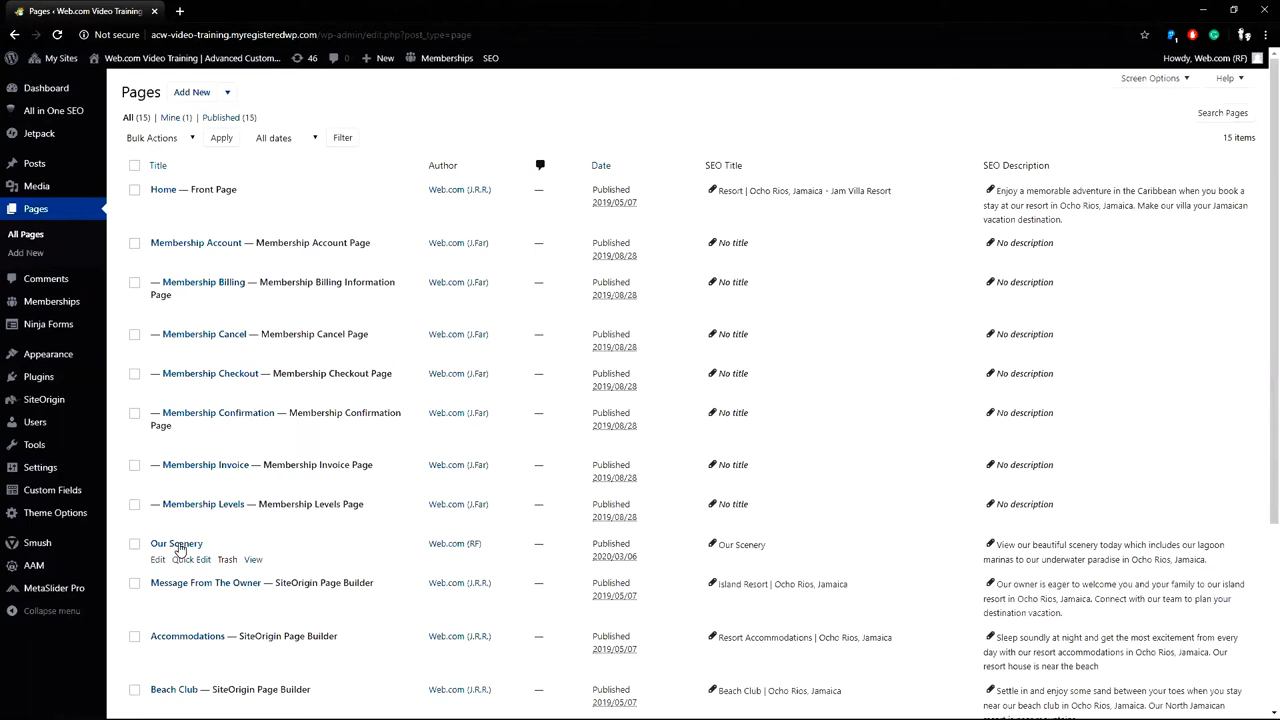 Pages ‹ Web.com Video Training
Not secure | acw-video-training.myregisteredwp.com/wp-admin/edit.php?post_type=page
My Sites Web.com Video Training | Advanced Custom... 46 0 New Memberships SEO Howdy, Web.com (RF)
Dashboard
All in One SEO
Jetpack
Posts
Media
Pages
All Pages
Add New
Comments
Memberships
Ninja Forms
Appearance
Plugins
SiteOrigin
Users
Tools
Settings
Custom Fields
Theme Options
Smush
AAM
MetaSlider Pro
Collapse menu
Screen Options Help
Pages Add New
All (15) | Mine (1) | Published (15)
Search Pages
Bulk Actions Apply All dates Filter 15 items
Title Author Date SEO Title SEO Description
Home — Front Page Web.com (J.R.R.) — Published Resort | Ocho Rios, Jamaica - Jam Villa Resort Enjoy a memorable adventure in the Caribbean when you book a
2019/05/07 stay at our resort in Ocho Rios, Jamaica. Make our villa your Jamaican
vacation destination.
Membership Account — Membership Account Page Web.com (J.Far) — Published No title No description
2019/08/28
— Membership Billing — Membership Billing Information Web.com (J.Far) — Published No title No description
Page 2019/08/28
— Membership Cancel — Membership Cancel Page Web.com (J.Far) — Published No title No description
2019/08/28
— Membership Checkout — Membership Checkout Page Web.com (J.Far) — Published No title No description
2019/08/28
— Membership Confirmation — Membership Confirmation Web.com (J.Far) — Published No title No description
Page 2019/08/28
— Membership Invoice — Membership Invoice Page Web.com (J.Far) — Published No title No description
2019/08/28
— Membership Levels — Membership Levels Page Web.com (J.Far) — Published No title No description
2019/08/28
Our Scenery Web.com (RF) — Published Our Scenery View our beautiful scenery today which includes our lagoon
Edit Quick Edit Trash View 2020/03/06 marinas to our underwater paradise in Ocho Rios, Jamaica.
Message From The Owner — SiteOrigin Page Builder Web.com (J.R.R.) — Published Island Resort | Ocho Rios, Jamaica Our owner is eager to welcome you and your family to our island
2019/05/07 resort in Ocho Rios, Jamaica. Connect with our team to plan your
destination vacation.
Accommodations — SiteOrigin Page Builder Web.com (J.R.R.) — Published Resort Accommodations | Ocho Rios, Jamaica Sleep soundly at night and get the most excitement from every
2019/05/07 day with our resort accommodations in Ocho Rios, Jamaica. Our
resort house is near the beach
Beach Club — SiteOrigin Page Builder Web.com (J.R.R.) — Published Beach Club | Ocho Rios, Jamaica Settle in and enjoy some sand between your toes when you stay
2019/05/07 near our beach club in Ocho Rios, Jamaica. Our North Jamaican